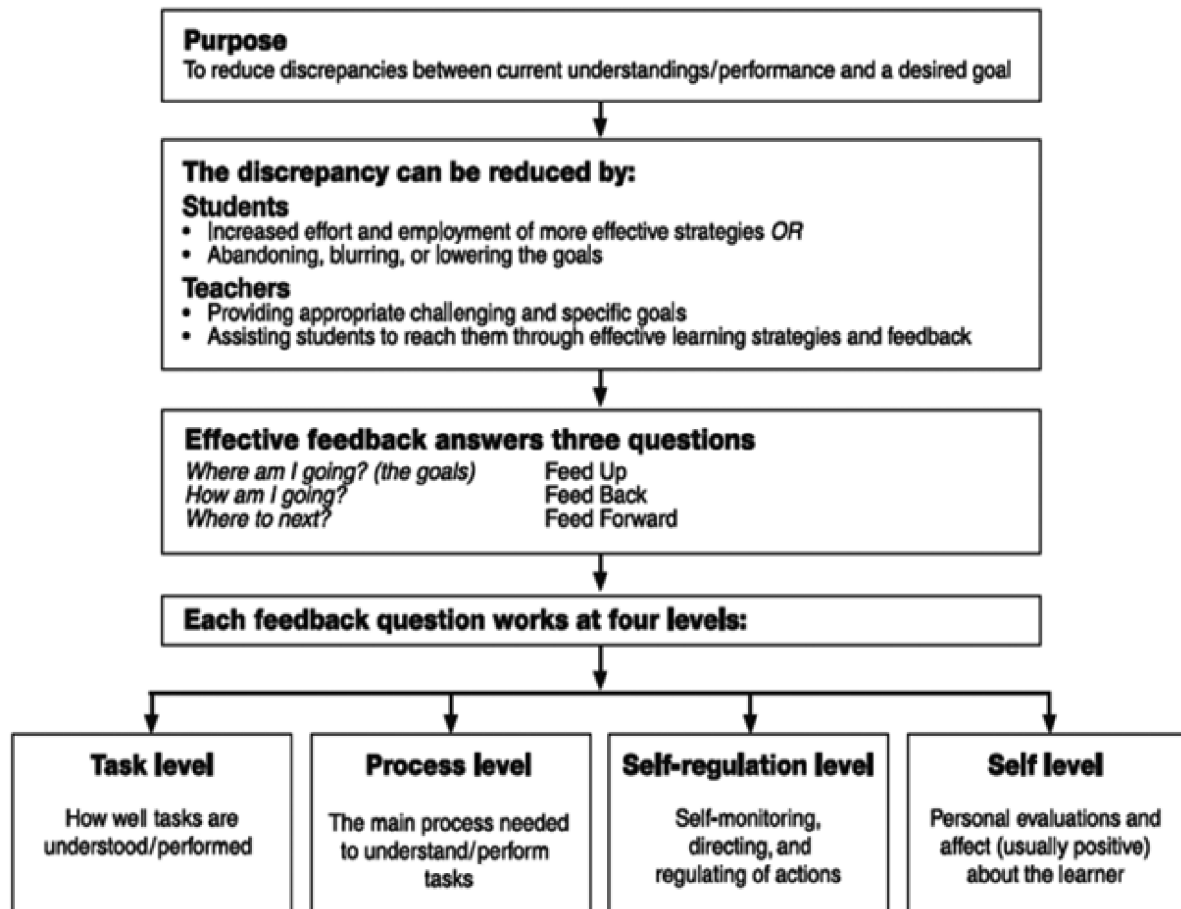 Purpose
To reduce discrepancies between current understandings/performance and a desired goal
The discrepancy can be reduced by:
Students
• Increased effort and employment of more effective strategies OR
• Abandoning, blurring, or lowering the goals
Teachers
• Providing appropriate challenging and specific goals
• Assisting students to reach them through effective learning strategies and feedback
Effective feedback answers three questions
Where am I going? (the goals) Feed Up
How am I going? Feed Back
Where to next? Feed Forward
Each feedback question works at four levels:
Task level
How well tasks are
understood/performed
Process level
The main process needed
to understand/perform
tasks
Self-regulation level
Self-monitoring,
directing, and
regulating of actions
Self level
Personal evaluations and
affect (usually positive)
about the learner